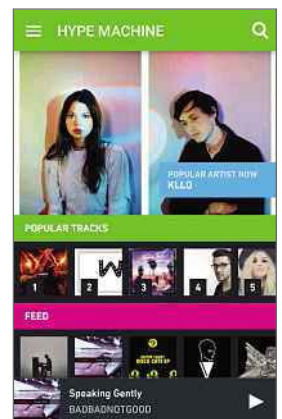 HYPE MACHINE
POPULAR ARTIST NOW
KLLO
POPULAR TRACKS
1
2
3
4
5
FEED
Speaking Gently
BADBADNOTGOOD